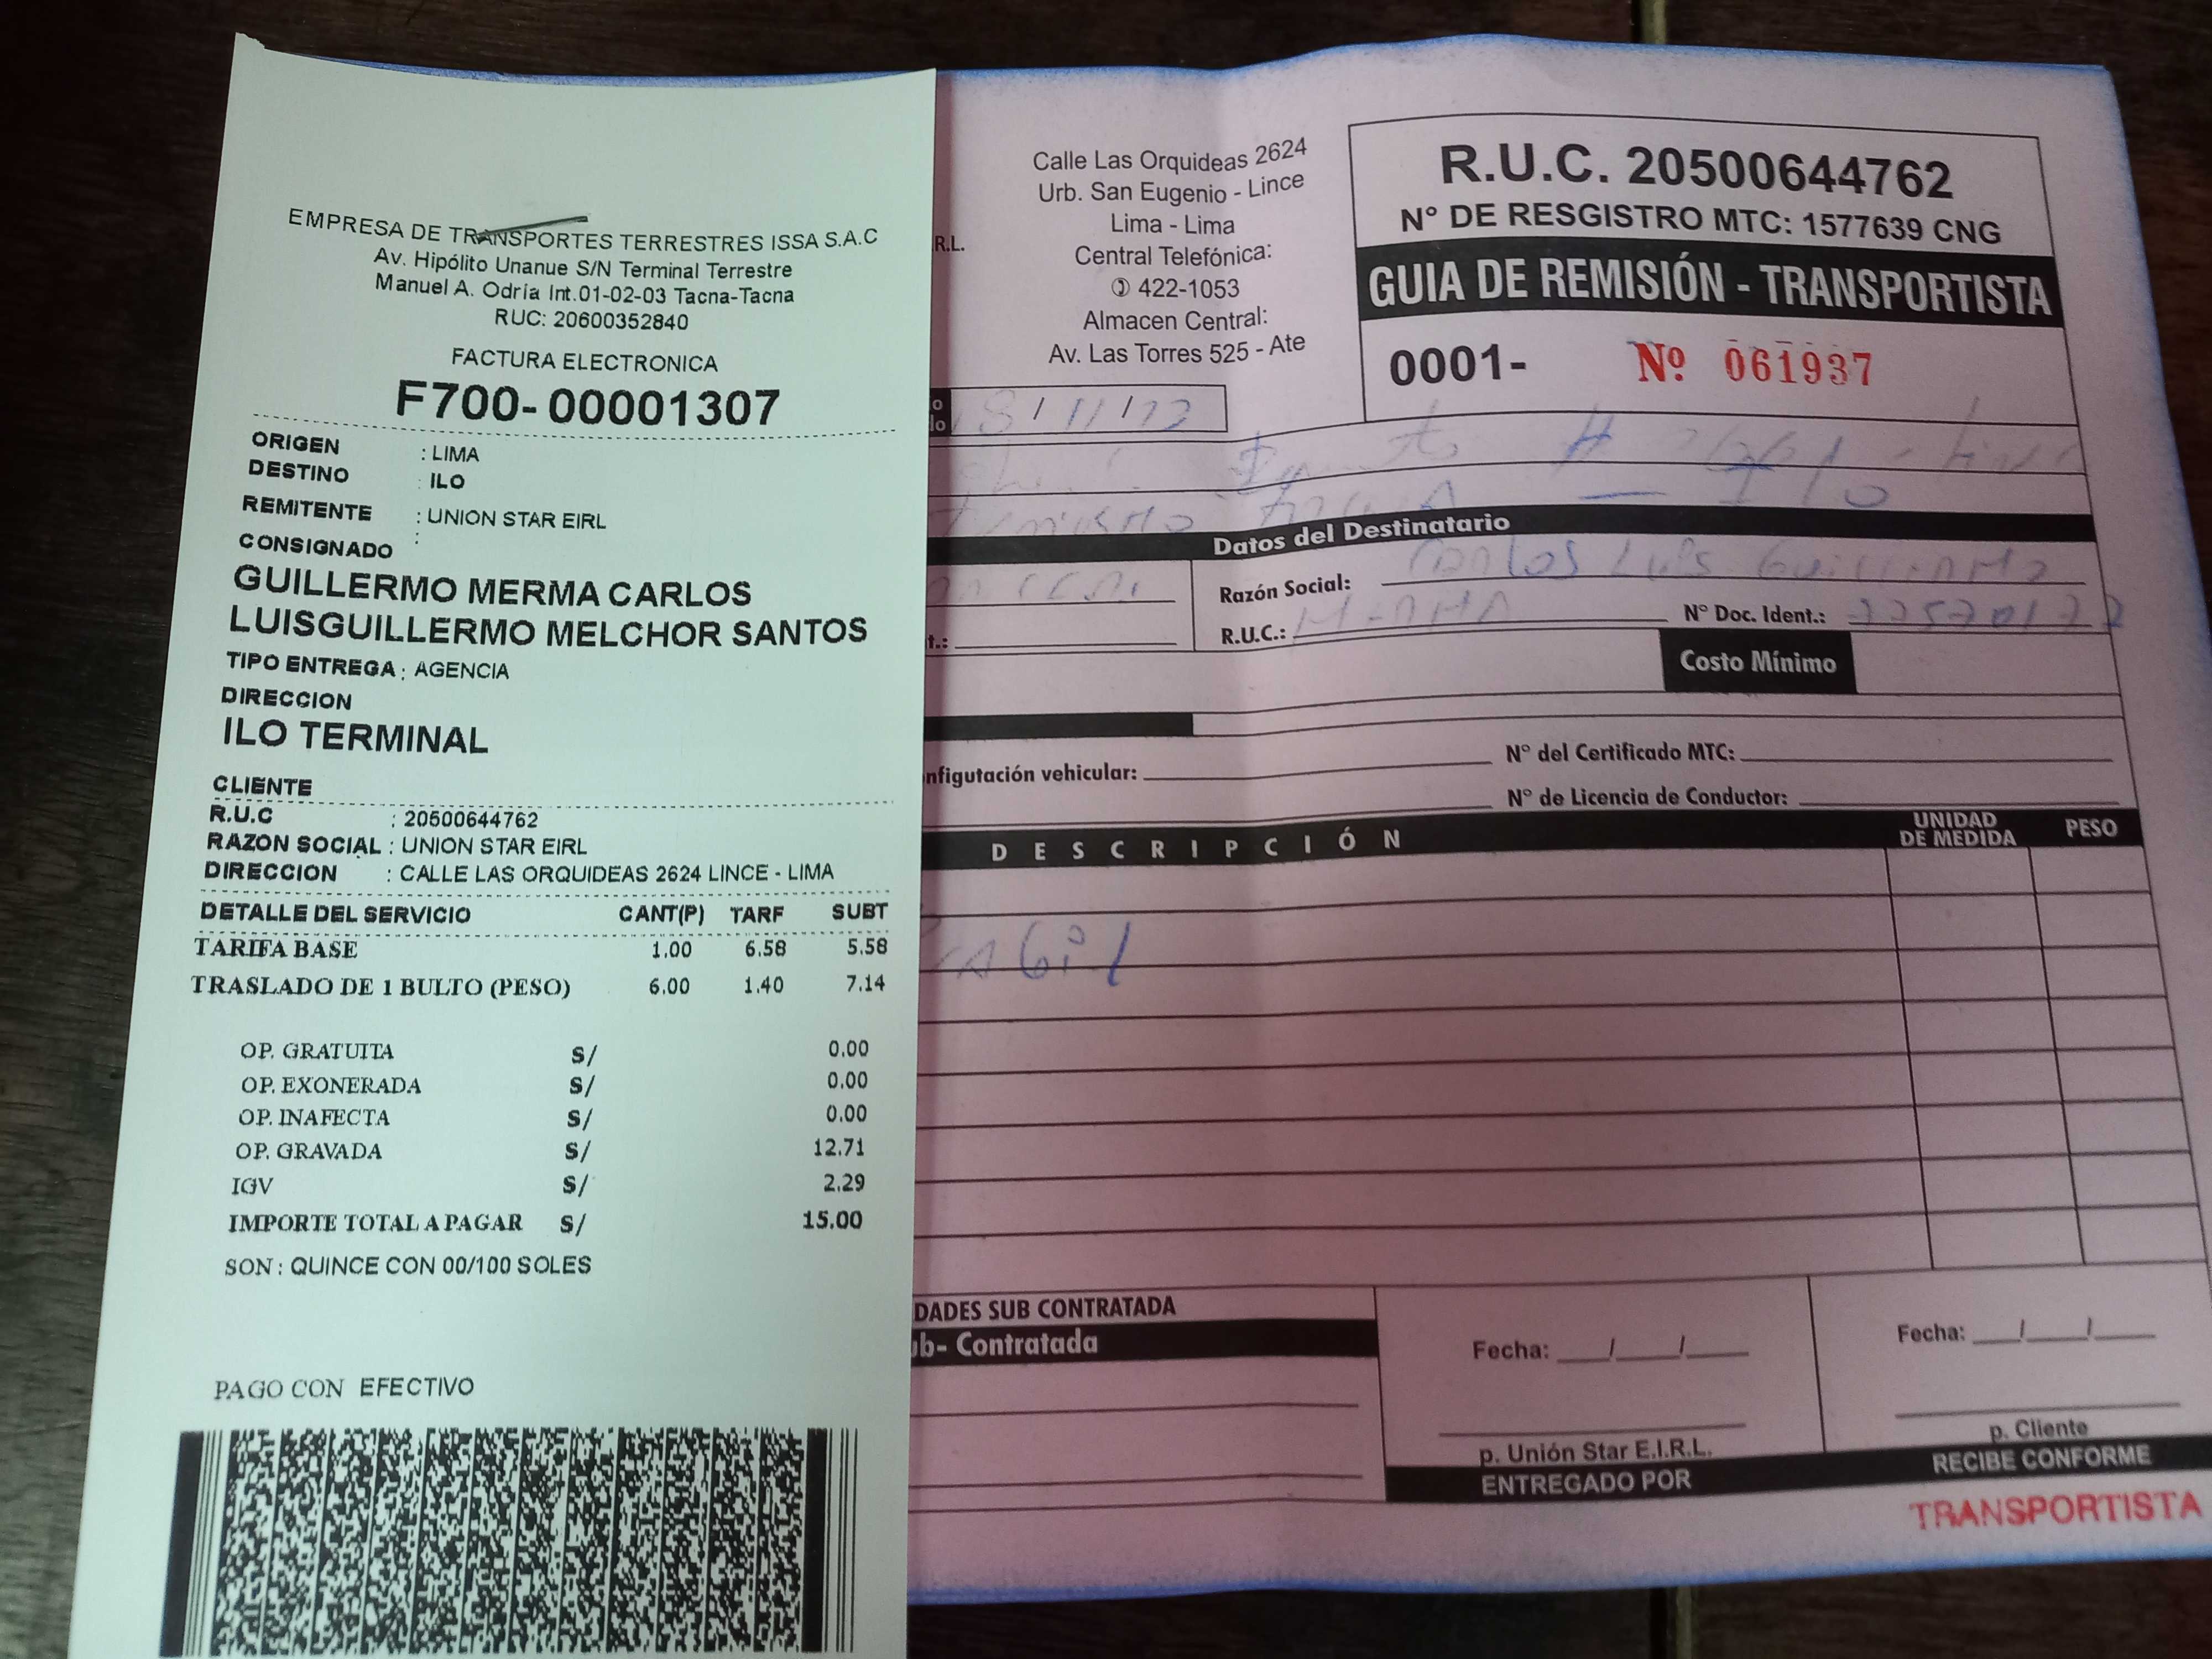 EMPRESA DE TRANSPORTES TERRESTRES ISSA S.A.C
Av. Hipólito Unanue S/N Terminal Terrestre
Manuel A. Odría Int.01-02-03 Tacna-Tacna
RUC: 20600352840
FACTURA ELECTRONICA
F700-00001307
ORIGEN : LIMA
DESTINO : ILO
REMITENTE : UNION STAR EIRL
CONSIGNADO :
GUILLERMO MERMA CARLOS
LUISGUILLERMO MELCHOR SANTOS
TIPO ENTREGA : AGENCIA
DIRECCION
ILO TERMINAL
CLIENTE
R.U.C : 20500644762
RAZON SOCIAL : UNION STAR EIRL
DIRECCION : CALLE LAS ORQUIDEAS 2624 LINCE - LIMA
DETALLE DEL SERVICIO CANT(P) TARF SUBT
TARIFA BASE 1.00 6.58 5.58
TRASLADO DE 1 BULTO (PESO) 6.00 1.40 7.14
OP. GRATUITA S/ 0.00
OP. EXONERADA S/ 0.00
OP. INAFECTA S/ 0.00
OP. GRAVADA S/ 12.71
IGV S/ 2.29
IMPORTE TOTAL A PAGAR S/ 15.00
SON : QUINCE CON 00/100 SOLES
PAGO CON EFECTIVO
R.L.
Calle Las Orquideas 2624
Urb. San Eugenio - Lince
Lima - Lima
Central Telefónica:
422-1053
Almacen Central:
Av. Las Torres 525 - Ate
R.U.C. 20500644762
N° DE RESGISTRO MTC: 1577639 CNG
GUIA DE REMISIÓN - TRANSPORTISTA
0001- Nº 061937
Datos del Destinatario
Razón Social: Carlos Luis Guillermo
R.U.C.: N° Doc. Ident.:
Costo Mínimo
nfigutación vehicular: N° del Certificado MTC:
N° de Licencia de Conductor:
DESCRIPCIÓN UNIDAD DE MEDIDA PESO
DADES SUB CONTRATADA
ub- Contratada
Fecha: / / Fecha: / /
p. Unión Star E.I.R.L. p. Cliente
ENTREGADO POR RECIBE CONFORME
TRANSPORTISTA